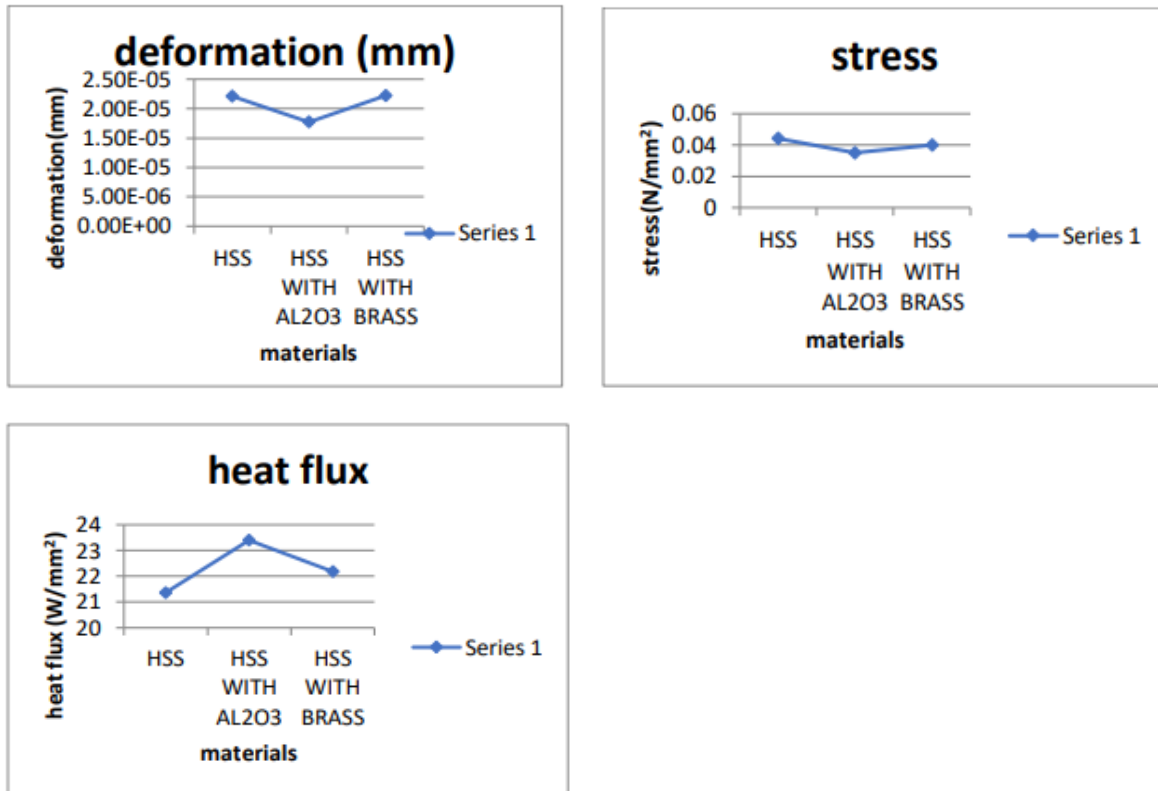 deformation (mm)
deformation(mm)
2.50E-05
2.00E-05
1.50E-05
1.00E-05
5.00E-06
0.00E+00
HSS
HSS
WITH
AL2O3
HSS
WITH
BRASS
materials
Series 1
stress
stress(N/mm²)
0.06
0.04
0.02
0
HSS
HSS
WITH
AL2O3
HSS
WITH
BRASS
materials
Series 1
heat flux
heat flux (W/mm²)
24
23
22
21
20
HSS
HSS
WITH
AL2O3
HSS
WITH
BRASS
materials
Series 1